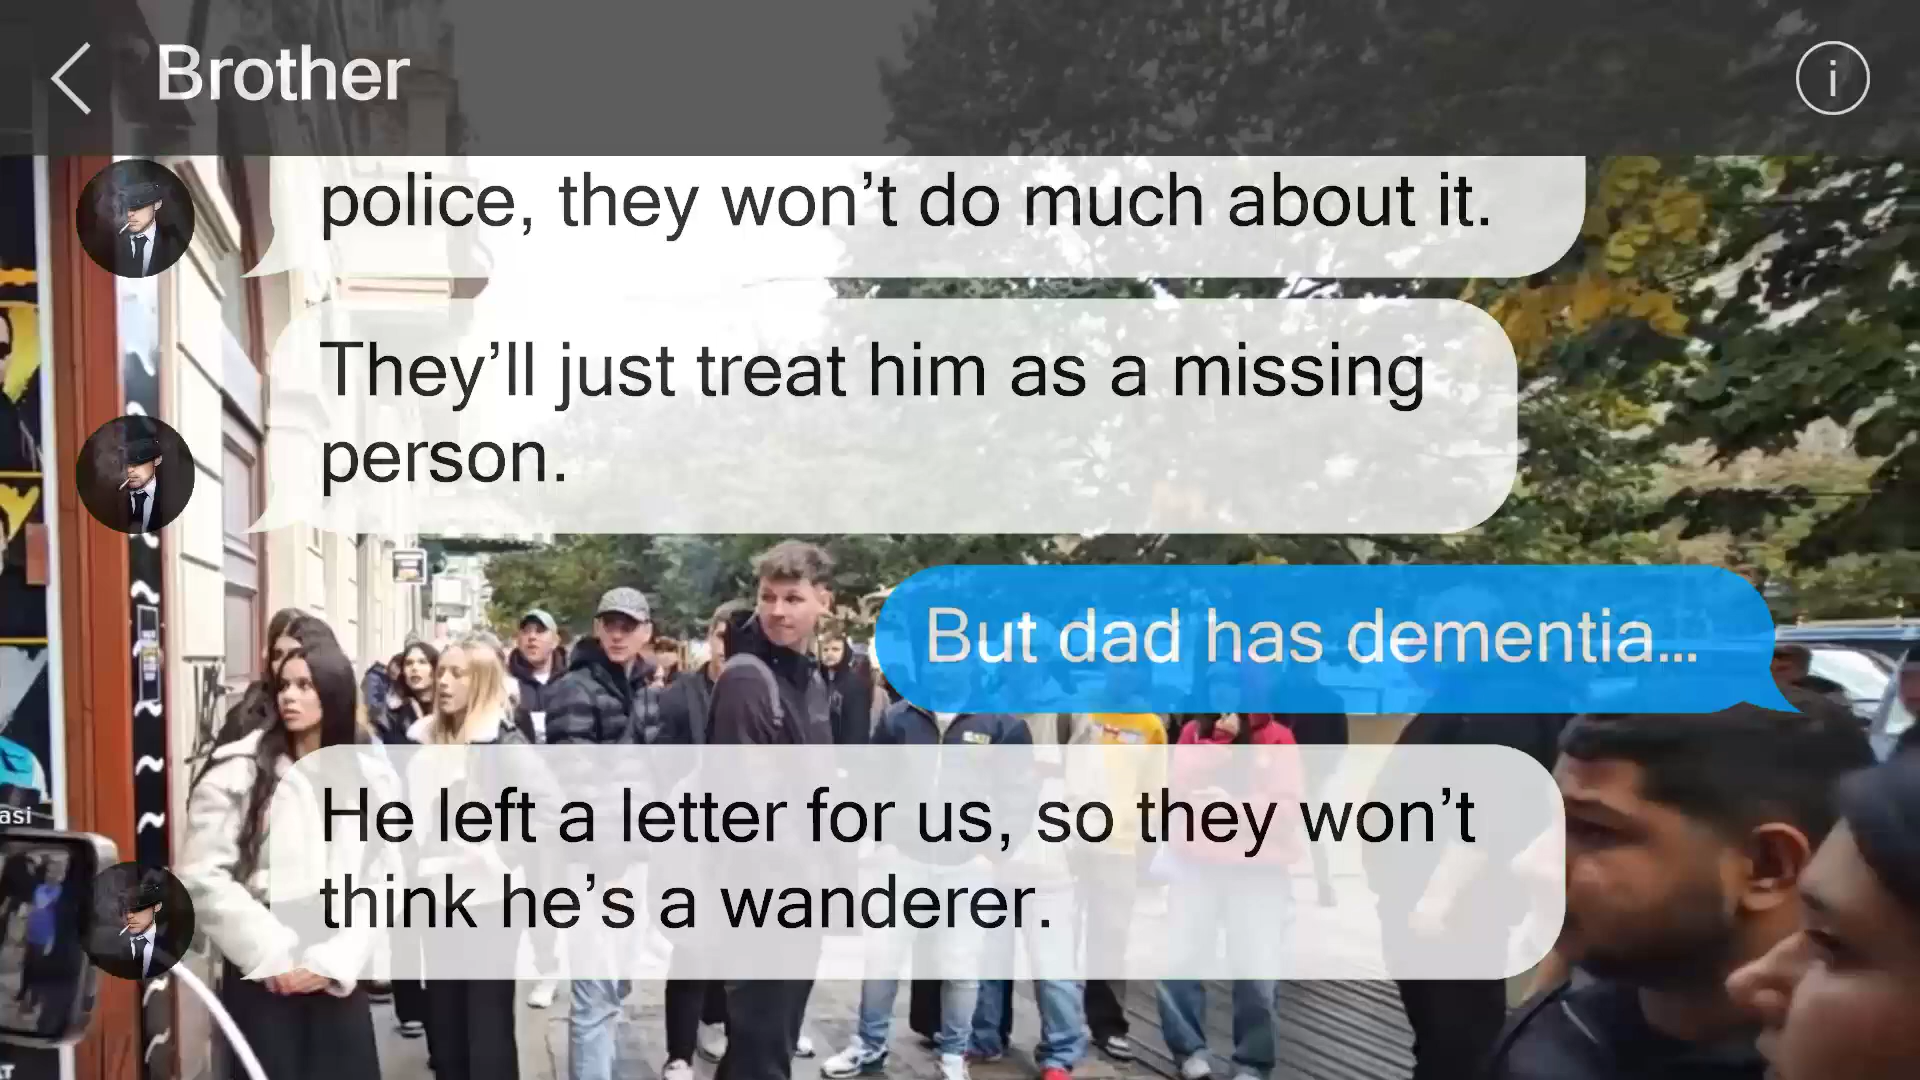 Brother
i
police, they won’t do much about it.
They’ll just treat him as a missing
person.
But dad has dementia...
He left a letter for us, so they won’t
think he’s a wanderer.
asi